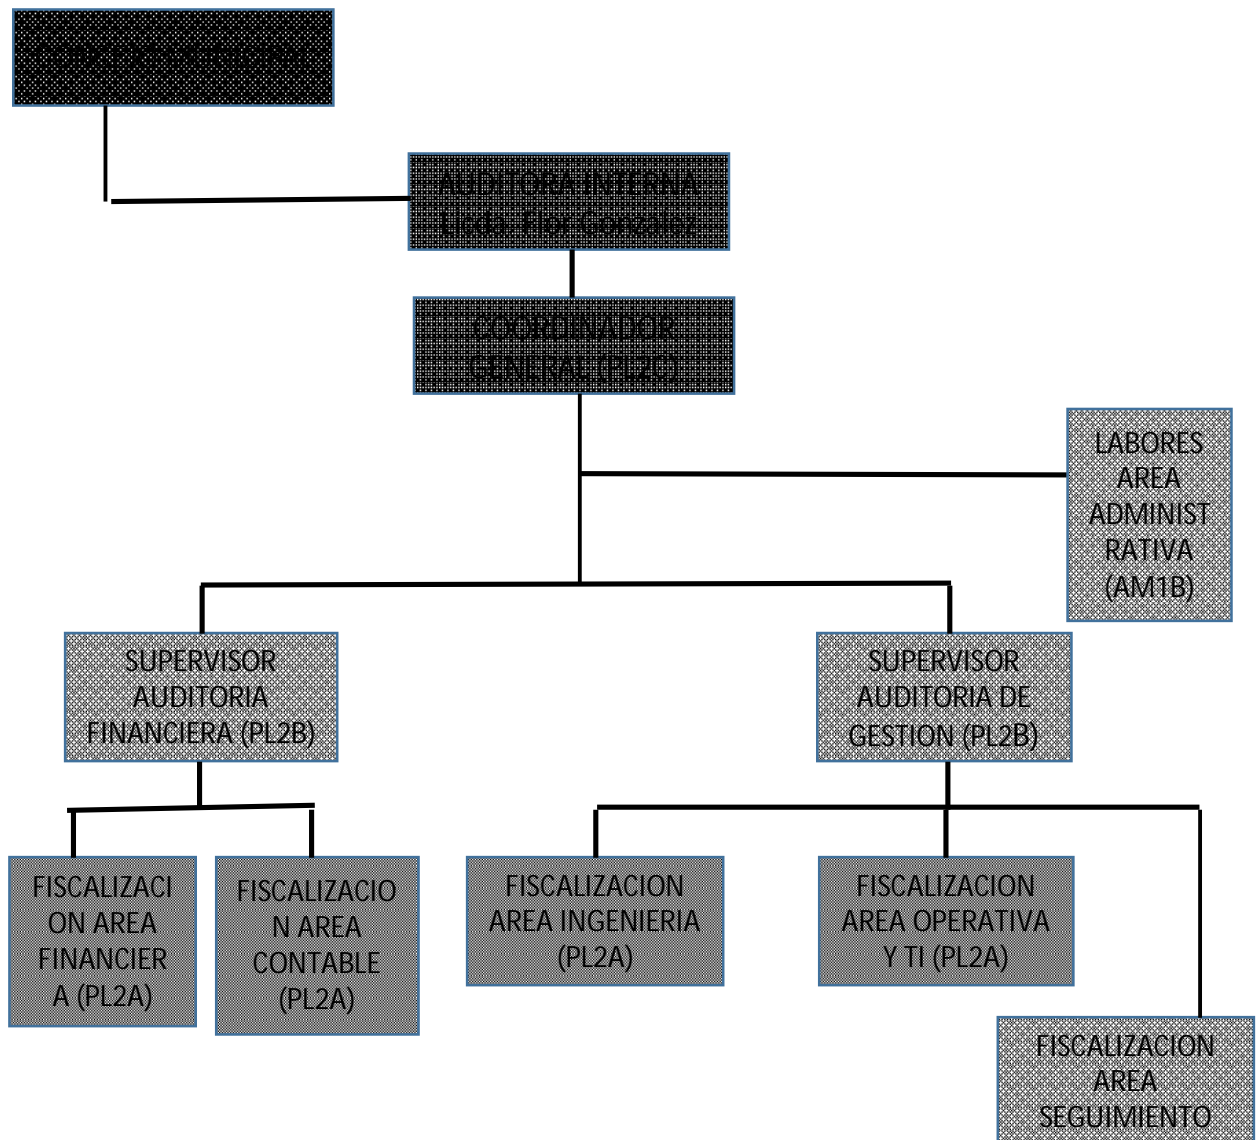 AUDITORA INTERNA
Licda. Flor González
COORDINADOR
GENERAL (PL2C)
LABORES
AREA
ADMINIST
RATIVA
(AM1B)
SUPERVISOR
AUDITORIA
FINANCIERA (PL2B)
SUPERVISOR
AUDITORIA DE
GESTION (PL2B)
FISCALIZACI
ON AREA
FINANCIER
A (PL2A)
FISCALIZACIO
N AREA
CONTABLE
(PL2A)
FISCALIZACION
AREA INGENIERIA
(PL2A)
FISCALIZACION
AREA OPERATIVA
Y TI (PL2A)
FISCALIZACION
AREA
SEGUIMIENTO